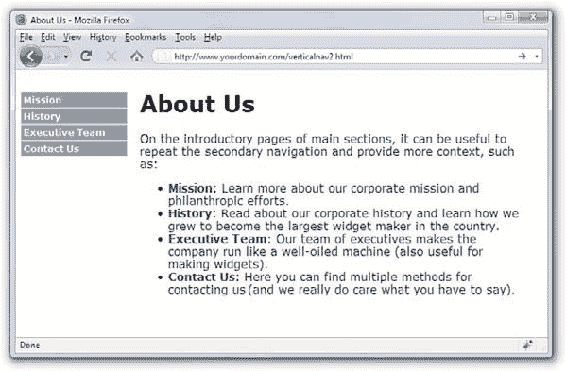 About Us - Mozilla Firefox
File Edit View History Bookmarks Tools Help
http://www.yourdomain.com/verticalnav2.html
Mission
History
Executive Team
Contact Us
About Us
On the introductory pages of main sections, it can be useful to
repeat the secondary navigation and provide more context, such
as:
• Mission: Learn more about our corporate mission and
philanthropic efforts.
• History: Read about our corporate history and learn how we
grew to become the largest widget maker in the country.
• Executive Team: Our team of executives makes the
company run like a well-oiled machine (also useful for
making widgets).
• Contact Us: Here you can find multiple methods for
contacting us (and we really do care what you have to say).
Done